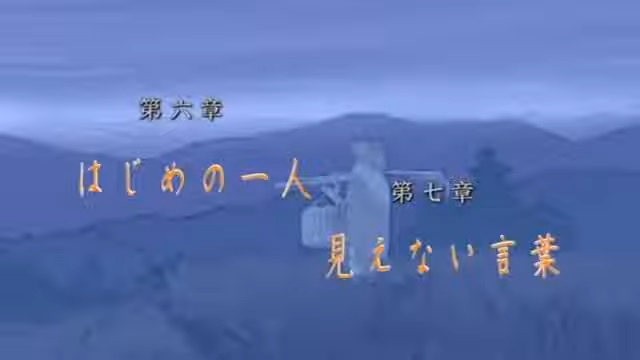 第六章
はじめの一人
第七章
見えない言葉